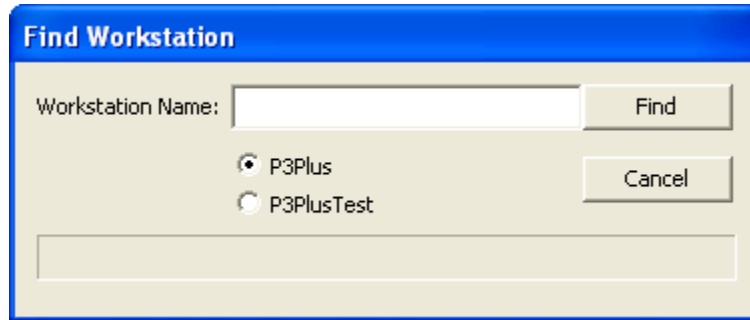 Find Workstation
Workstation Name:
Find
P3Plus
Cancel
P3PlusTest